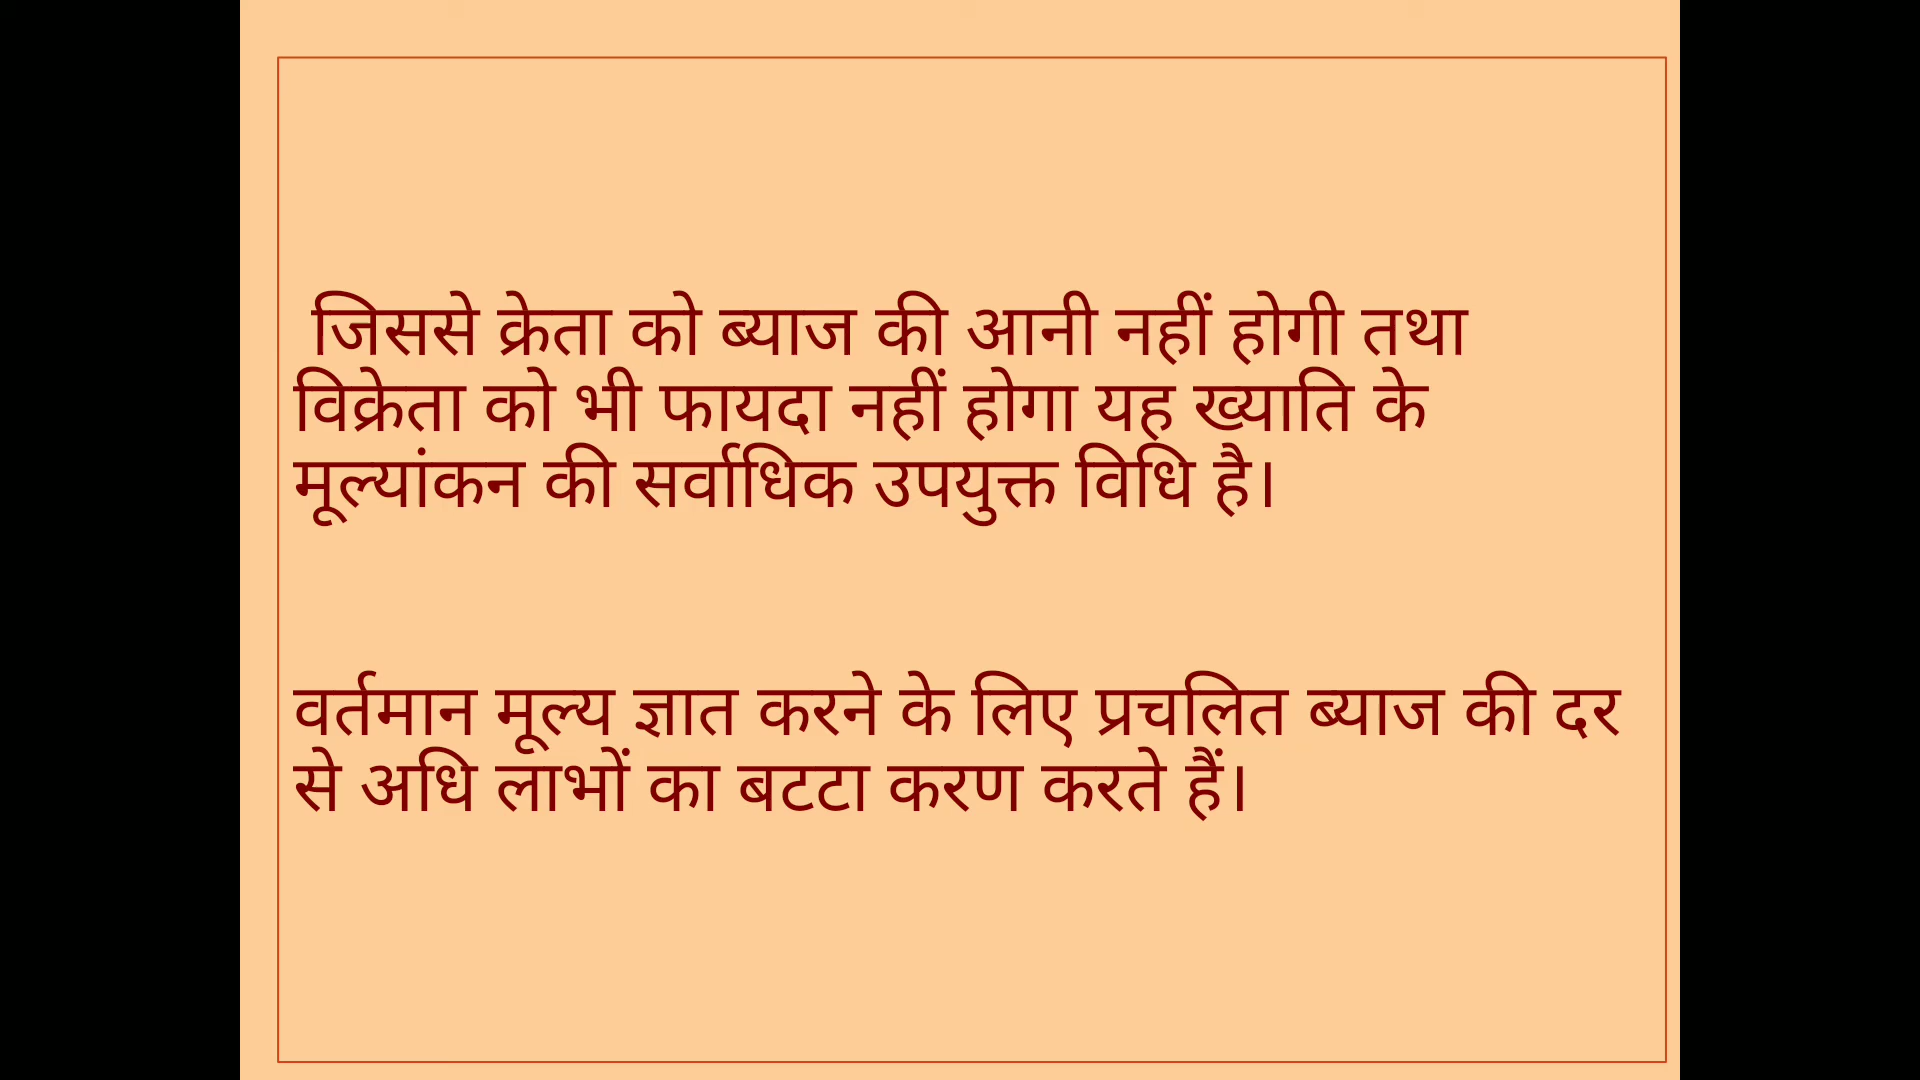 जिससे क्रेता को ब्याज की आनी नहीं होगी तथा
विक्रेता को भी फायदा नहीं होगा यह ख्याति के
मूल्यांकन की सर्वाधिक उपयुक्त विधि है।
वर्तमान मूल्य ज्ञात करने के लिए प्रचलित ब्याज की दर
से अधि लाभों का बटटा करण करते हैं।